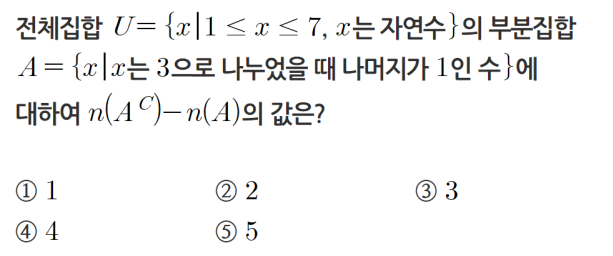 전체집합 U= {x|1 ≤ x ≤ 7, x는 자연수}의 부분집합
A= {x|x는 3으로 나누었을 때 나머지가 1인 수}에
대하여 n(A^C)−n(A)의 값은?
① 1 ② 2 ③ 3
④ 4 ⑤ 5